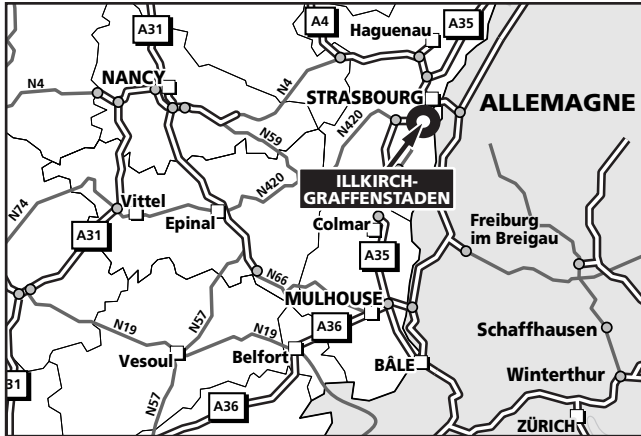 A31
A4
A35
Haguenau
N4
NANCY
N4
STRASBOURG
ALLEMAGNE
N420
N59
ILLKIRCH-
GRAFFENSTADEN
N420
N74
Vittel
Epinal
Colmar
Freiburg
im Breigau
A31
A35
N66
MULHOUSE
N19
N57
A36
N19
Schaffhausen
Vesoul
Belfort
BÂLE
Winterthur
31
N57
A36
ZÜRICH